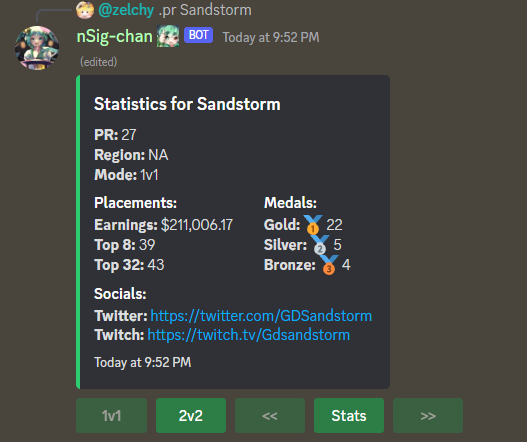 @zelchy .pr Sandstorm
nSig-chan BOT Today at 9:52 PM
(edited)
Statistics for Sandstorm
PR: 27
Region: NA
Mode: 1v1
Placements:
Earnings: $211,006.17
Top 8: 39
Top 32: 43
Medals:
Gold: 🥇 22
Silver: 🥈 5
Bronze: 🥉 4
Socials:
Twitter: https://twitter.com/GDSandstorm
Twitch: https://twitch.tv/Gdsandstorm
Today at 9:52 PM
1v1 2v2 << Stats >>